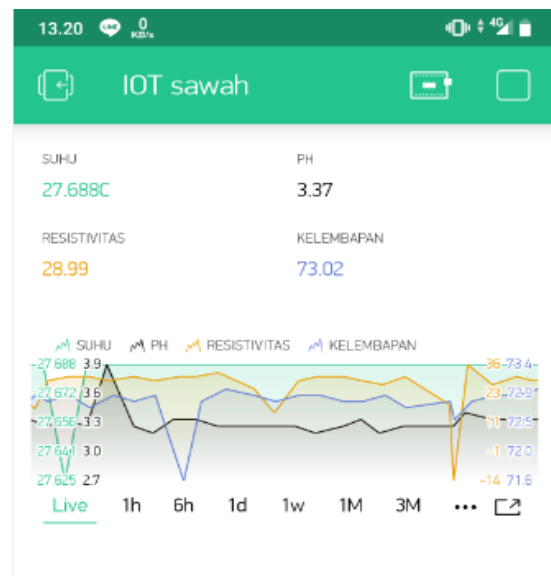 13.20 LINE 0 KB/s 4G
IOT sawah
SUHU PH
27.688C 3.37
RESISTIVITAS KELEMBAPAN
28.99 73.02
SUHU PH RESISTIVITAS KELEMBAPAN
27.688 3.9 36 73.4
27.672 3.6 23 72.9
27.656 3.3 11 72.5
27.641 3.0 -1 72.0
27.625 2.7 -14 71.6
Live 1h 6h 1d 1w 1M 3M ...